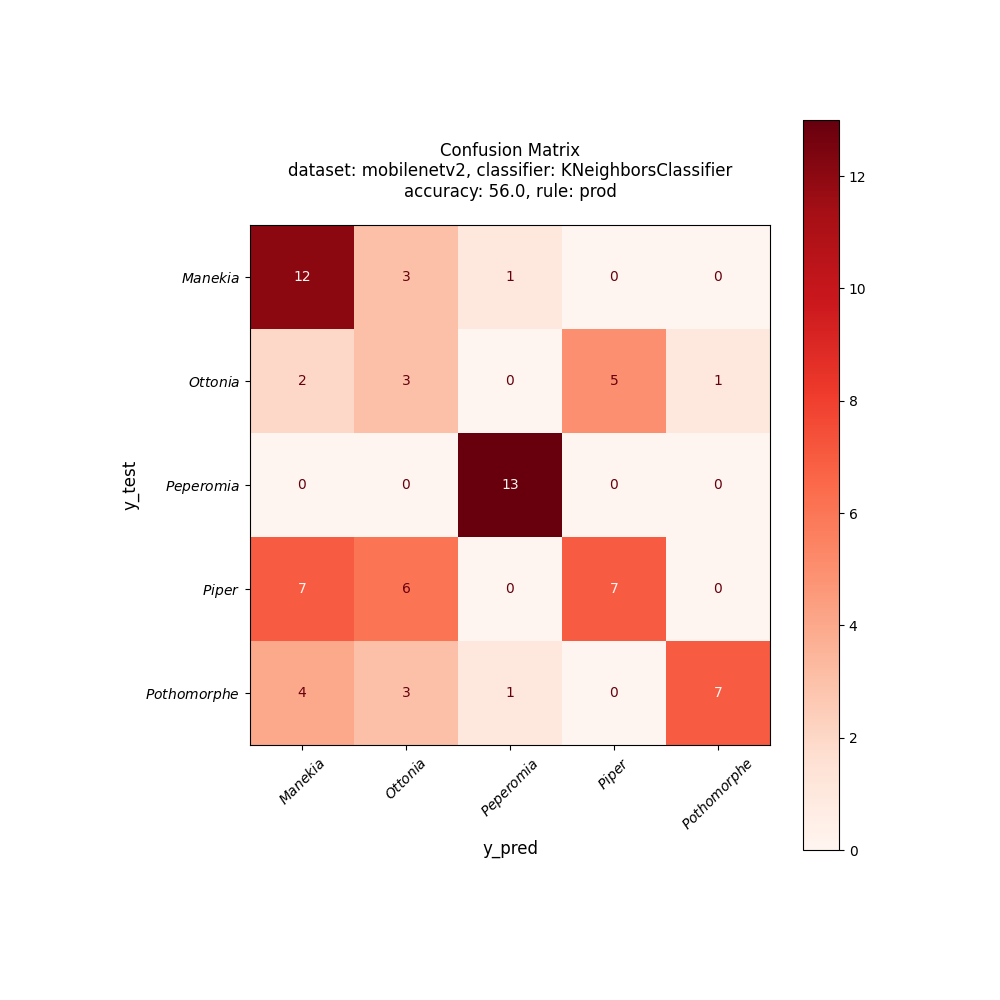 Confusion Matrix
dataset: mobilenetv2, classifier: KNeighborsClassifier
accuracy: 56.0, rule: prod
Manekia 12 3 1 0 0
Ottonia 2 3 0 5 1
Peperomia 0 0 13 0 0
Piper 7 6 0 7 0
Pothomorphe 4 3 1 0 7
y_test
Manekia Ottonia Peperomia Piper Pothomorphe
y_pred
12
10
8
6
4
2
0